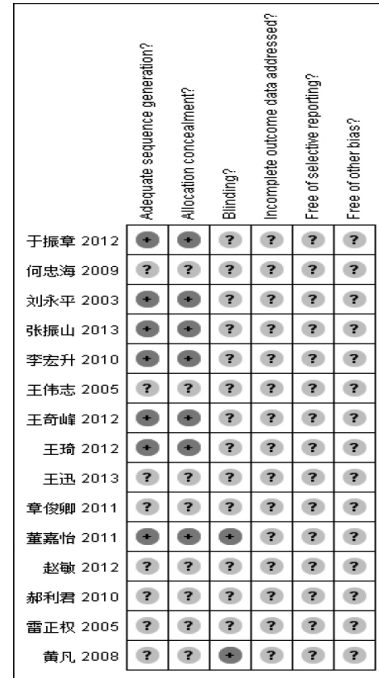 Adequate sequence generation?
Allocation concealment?
Blinding?
Incomplete outcome data addressed?
Free of selective reporting?
Free of other bias?
于振章 2012 + + ? ? ? ?
何忠海 2009 ? ? ? ? ? ?
刘永平 2003 + + ? ? ? ?
张振山 2013 + + ? ? ? ?
李宏升 2010 + + ? ? ? ?
王伟志 2005 ? ? ? ? ? ?
王奇峰 2012 + + ? ? ? ?
王琦 2012 + + ? ? ? ?
王迅 2013 ? ? ? ? ? ?
章俊卿 2011 ? ? ? ? ? ?
董嘉怡 2011 + + + ? ? ?
赵敏 2012 ? ? ? ? ? ?
郝利君 2010 ? ? ? ? ? ?
雷正权 2005 ? ? ? ? ? ?
黄凡 2008 ? ? + ? ? ?